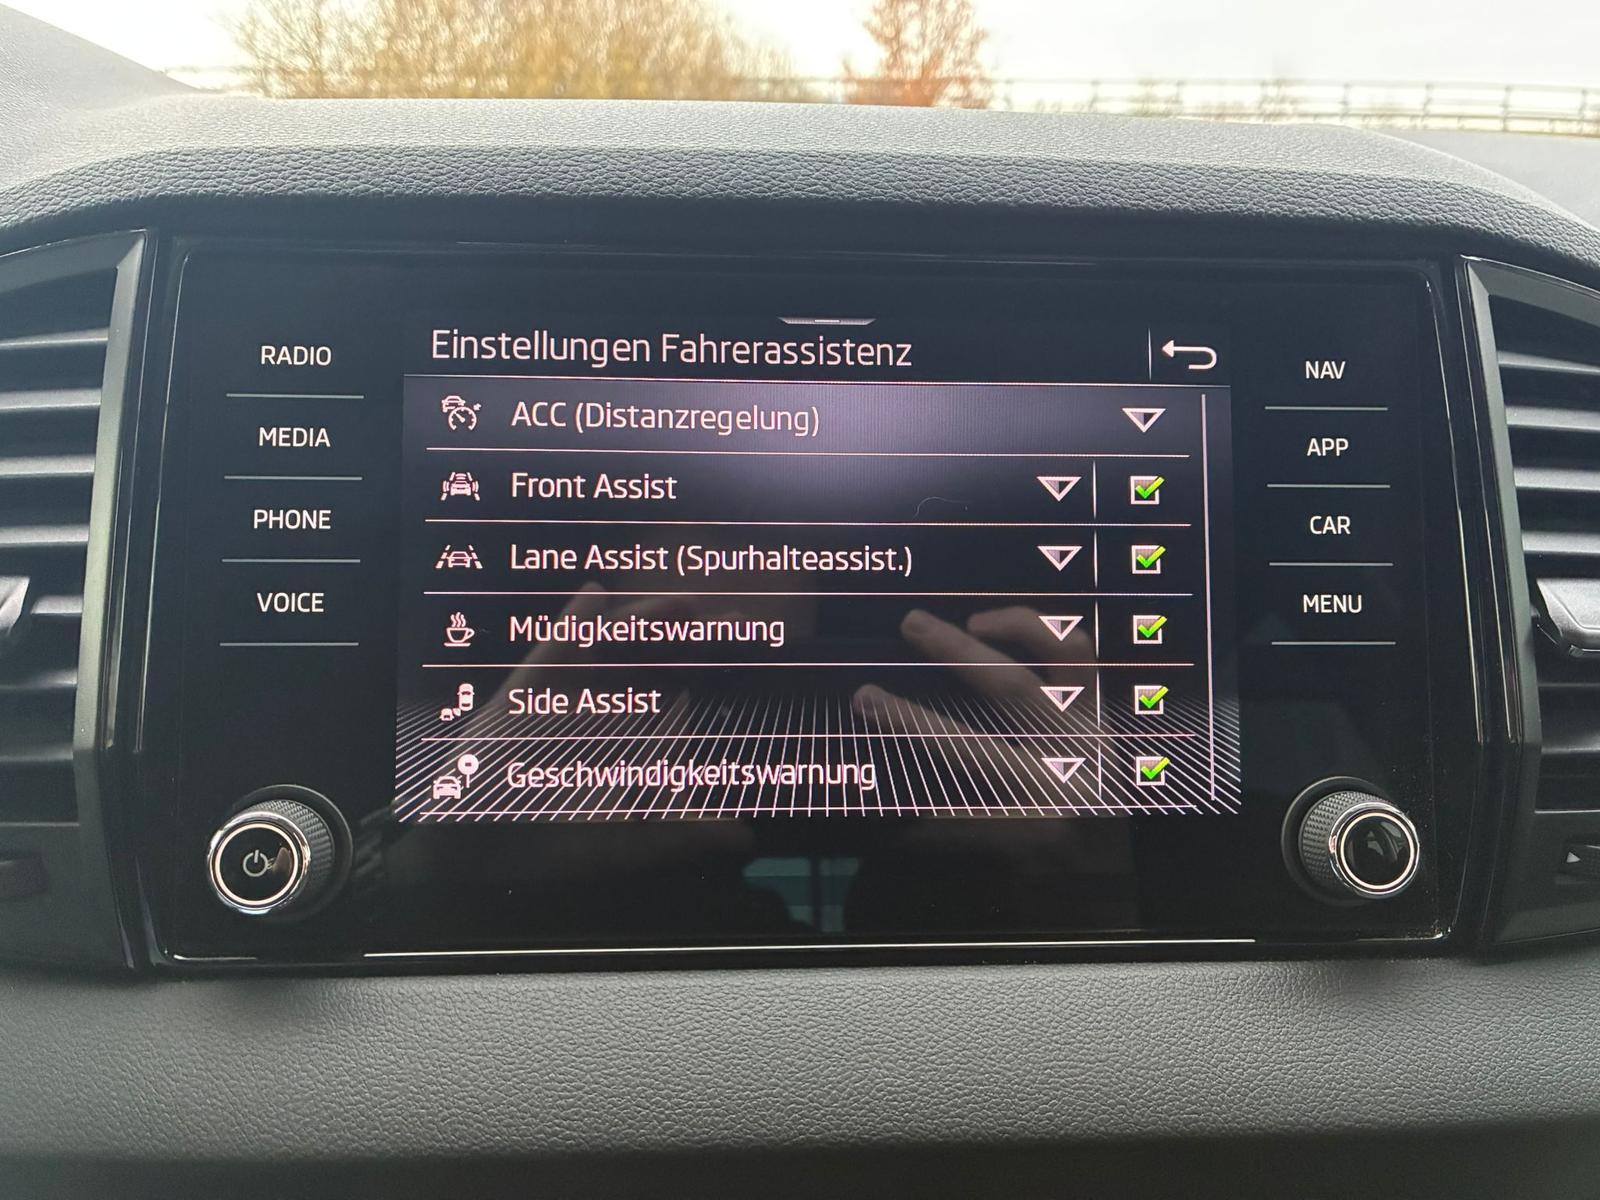 Einstellungen Fahrerassistenz
RADIO
MEDIA
PHONE
VOICE
ACC (Distanzregelung)
Front Assist
Lane Assist (Spurhalteassist.)
Müdigkeitswarnung
Side Assist
Geschwindigkeitswarnung
NAV
APP
CAR
MENU